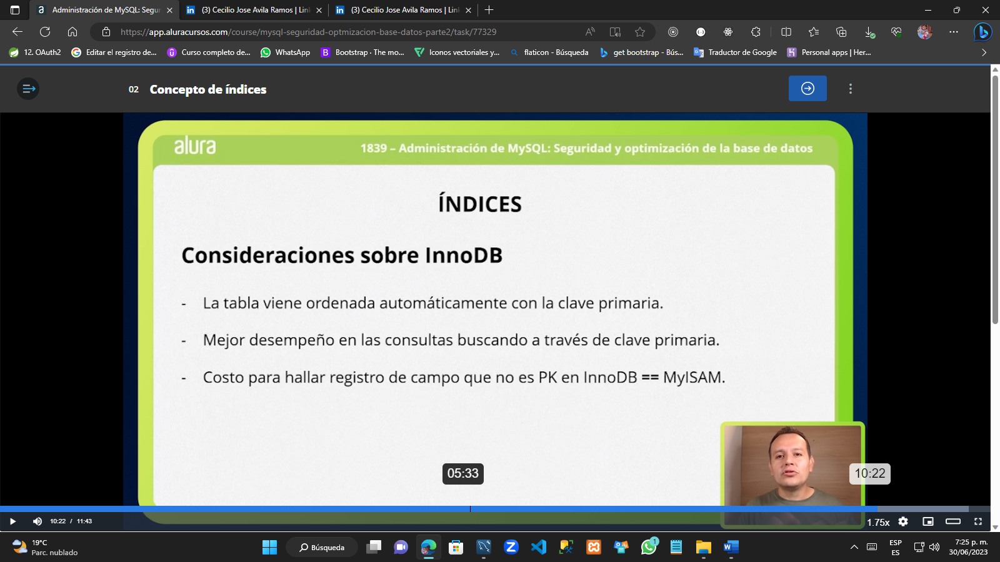 Administración de MySQL: Segur
(3) Cecilio Jose Avila Ramos | Lin
(3) Cecilio Jose Avila Ramos | Lin
https://app.aluracursos.com/course/mysql-seguridad-optmizacion-base-datos-parte2/task/77329
12. OAuth2
Editar el registro de...
Curso completo de...
WhatsApp
Bootstrap · The mo...
Iconos vectoriales y...
flaticon - Búsqueda
get bootstrap - Bús...
Traductor de Google
Personal apps | Her...
02 Concepto de índices
alura
1839 – Administración de MySQL: Seguridad y optimización de la base de datos
ÍNDICES
Consideraciones sobre InnoDB
- La tabla viene ordenada automáticamente con la clave primaria.
- Mejor desempeño en las consultas buscando a través de clave primaria.
- Costo para hallar registro de campo que no es PK en InnoDB == MyISAM.
05:33
10:22
10:22 / 11:43
1.75x
19°C
Parc. nublado
Búsqueda
1
ESP
ES
7:25 p. m.
30/06/2023